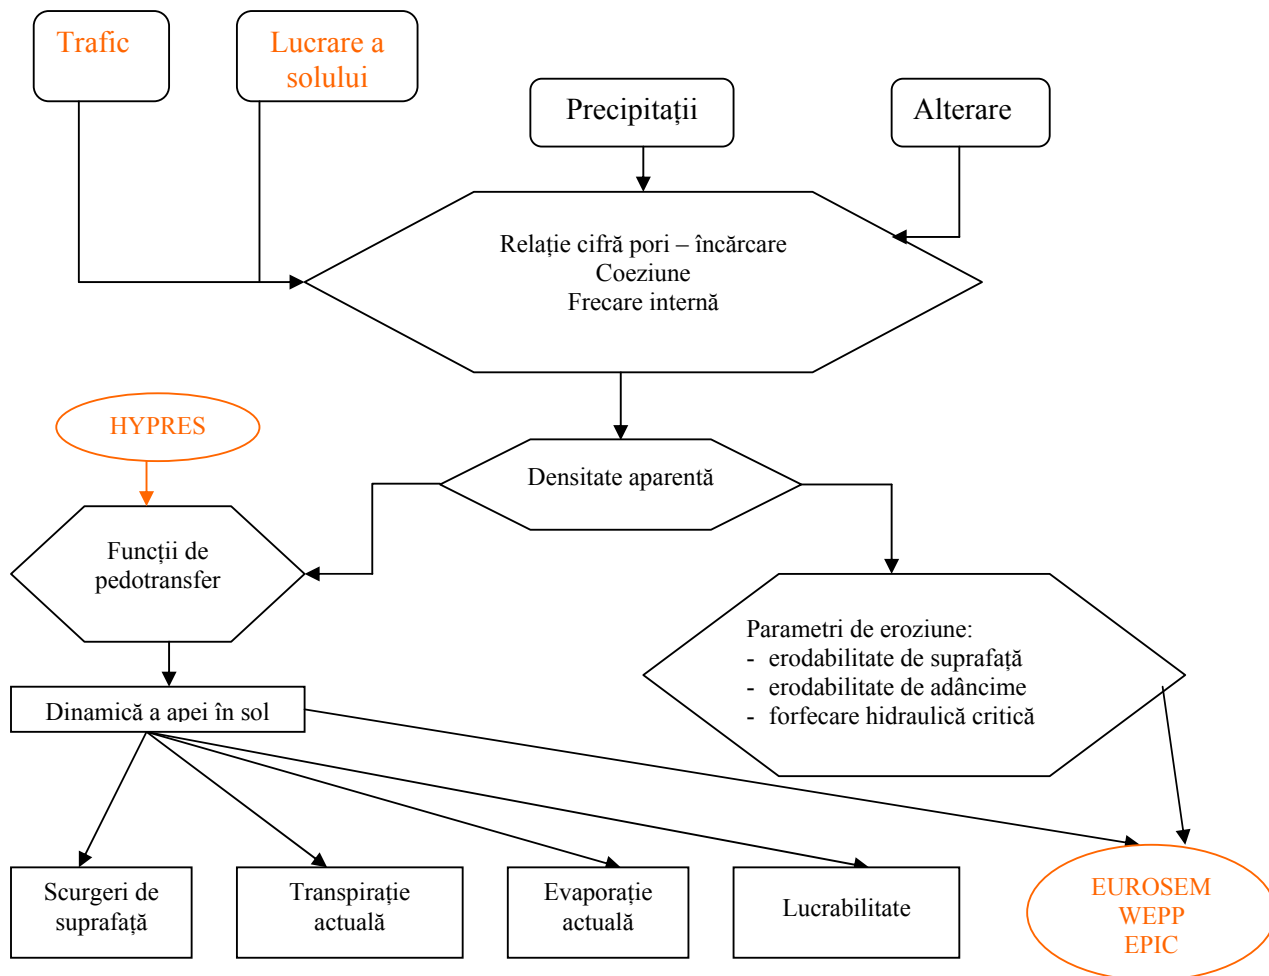 Trafic
Lucrare a
solului
Precipitații
Alterare
Relație cifră pori – încărcare
Coeziune
Frecare internă
HYPRES
Densitate aparentă
Funcții de
pedotransfer
Parametri de eroziune:
- erodabilitate de suprafață
- erodabilitate de adâncime
- forfecare hidraulică critică
Dinamică a apei în sol
Scurgeri de
suprafață
Transpirație
actuală
Evaporație
actuală
Lucrabilitate
EUROSEM
WEPP
EPIC